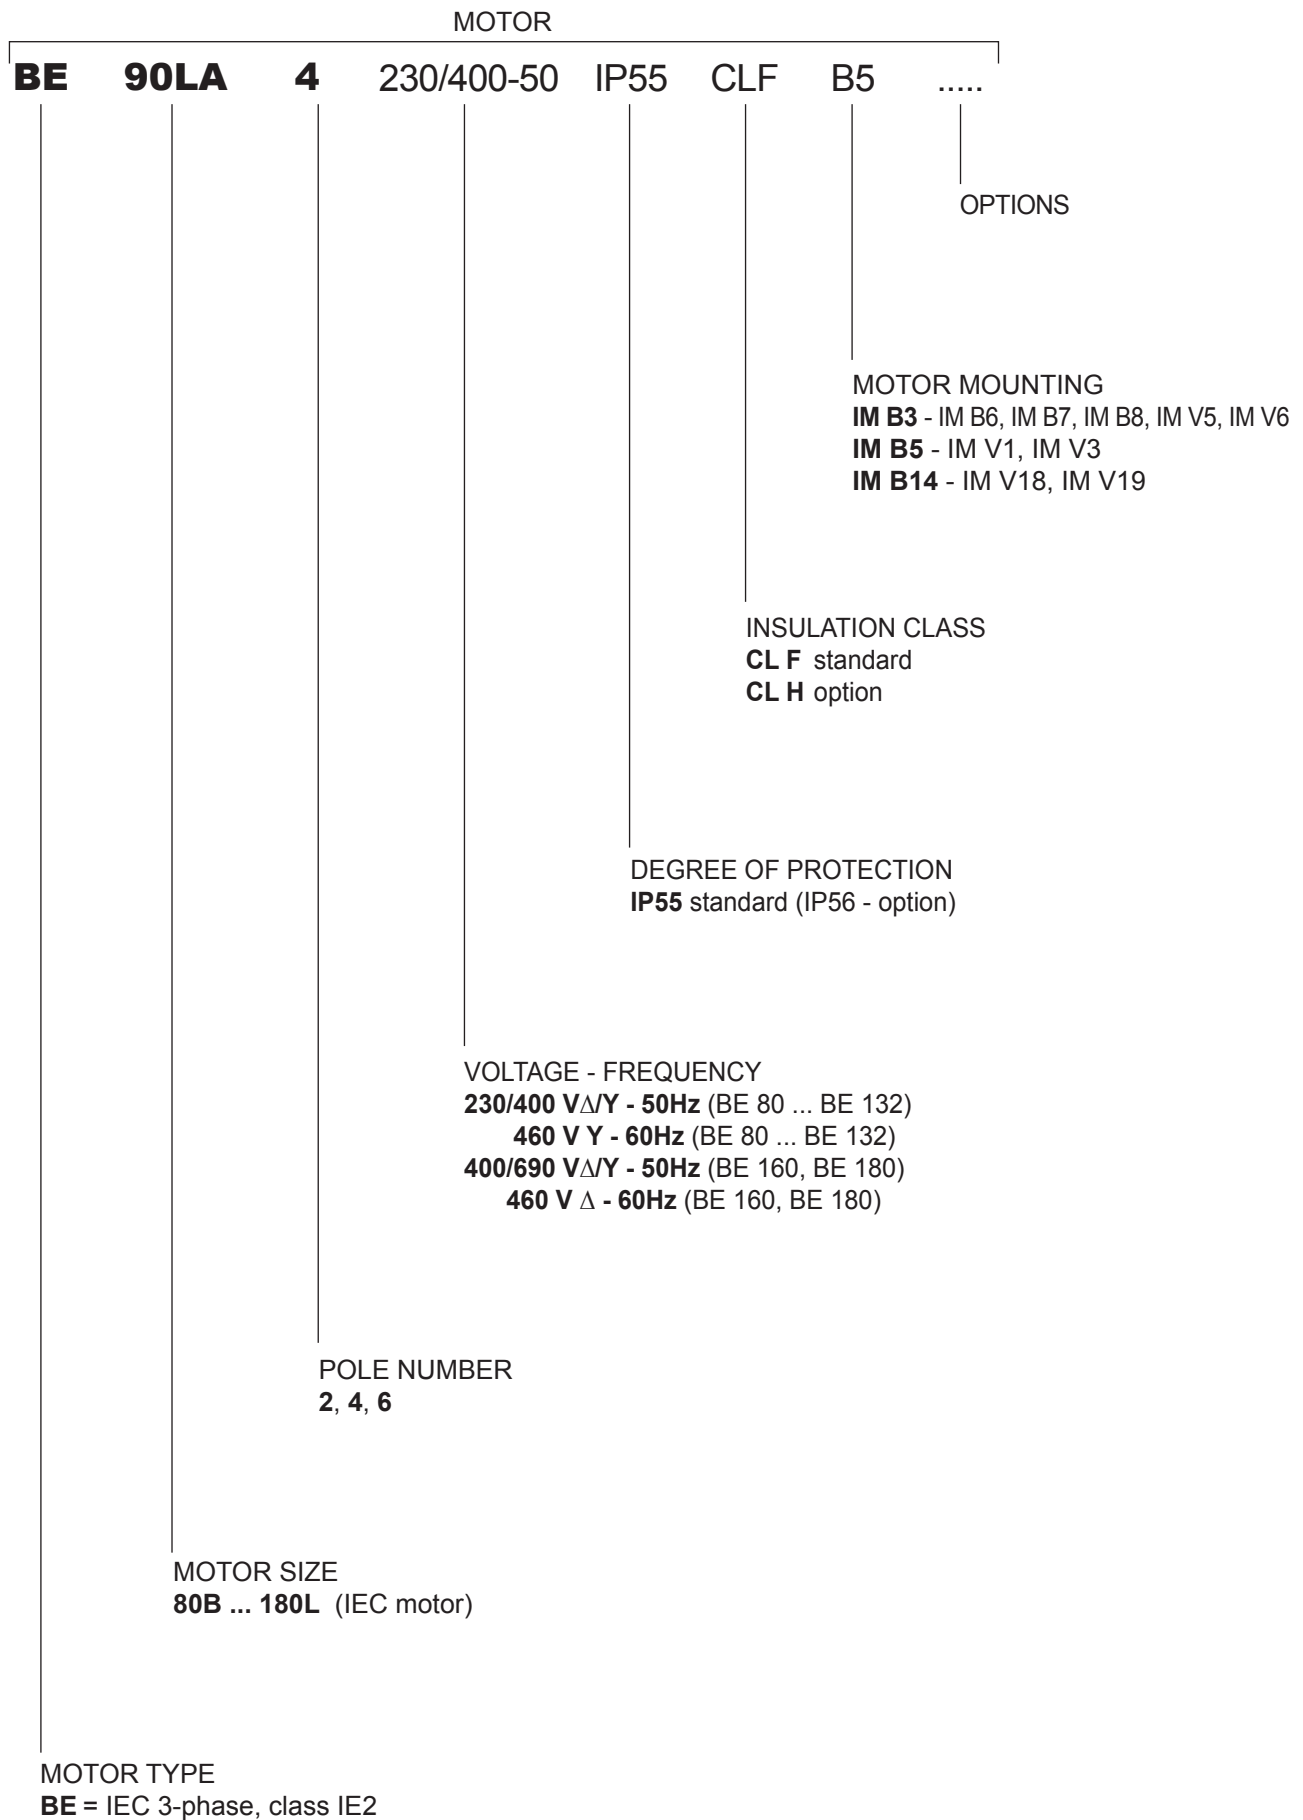 MOTOR
BE 90LA 4 230/400-50 IP55 CLF B5 .....
OPTIONS
MOTOR MOUNTING
IM B3 - IM B6, IM B7, IM B8, IM V5, IM V6
IM B5 - IM V1, IM V3
IM B14 - IM V18, IM V19
INSULATION CLASS
CL F standard
CL H option
DEGREE OF PROTECTION
IP55 standard (IP56 - option)
VOLTAGE - FREQUENCY
230/400 V∆/Y - 50Hz (BE 80 ... BE 132)
460 V Y - 60Hz (BE 80 ... BE 132)
400/690 V∆/Y - 50Hz (BE 160, BE 180)
460 V ∆ - 60Hz (BE 160, BE 180)
POLE NUMBER
2, 4, 6
MOTOR SIZE
80B ... 180L (IEC motor)
MOTOR TYPE
BE = IEC 3-phase, class IE2